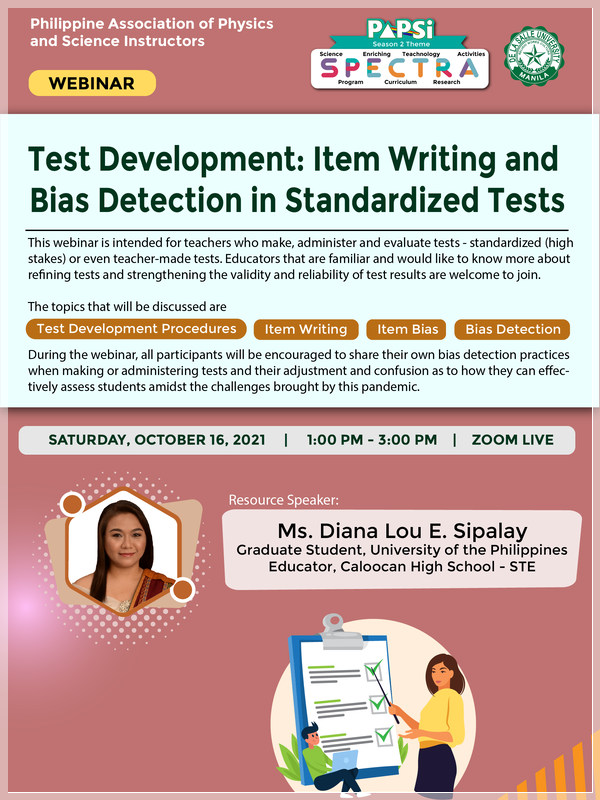 Philippine Association of Physics
and Science Instructors
WEBINAR
PAPSi
Season 2 Theme
Science Enriching Technology Activities
SPECTRA
Program Curriculum Research
DE LA SALLE UNIVERSITY
MANILA
Test Development: Item Writing and
Bias Detection in Standardized Tests
This webinar is intended for teachers who make, administer and evaluate tests - standardized (high
stakes) or even teacher-made tests. Educators that are familiar and would like to know more about
refining tests and strengthening the validity and reliability of test results are welcome to join.
The topics that will be discussed are
Test Development Procedures Item Writing Item Bias Bias Detection
During the webinar, all participants will be encouraged to share their own bias detection practices
when making or administering tests and their adjustment and confusion as to how they can effec-
tively assess students amidst the challenges brought by this pandemic.
SATURDAY, OCTOBER 16, 2021 | 1:00 PM - 3:00 PM | ZOOM LIVE
Resource Speaker:
Ms. Diana Lou E. Sipalay
Graduate Student, University of the Philippines
Educator, Caloocan High School - STE